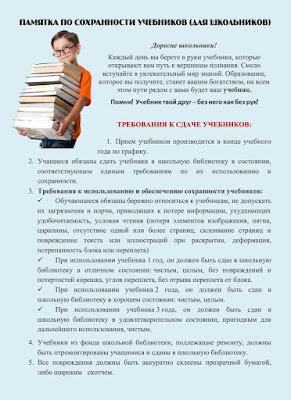 ПАМЯТКА ПО СОХРАННОСТИ УЧЕБНИКОВ (ДЛЯ ШКОЛЬНИКОВ)
Дорогие школьники!
Каждый день вы берете в руки учебники, которые
открывают вам путь к вершинам познания. Смело
вступайте в увлекательный мир знаний. Образование,
которое вы получите, станет вашим богатством, на всем
этом пути рядом с вами будет ваш учебник.
Помни! Учебник твой друг – без него как без рук!
ТРЕБОВАНИЯ К СДАЧЕ УЧЕБНИКОВ:
1. Прием учебников производится в конце учебного
года по графику.
2. Учащиеся обязаны сдать учебники в школьную библиотеку в состоянии,
соответствующем единым требованиям по их использованию и
сохранности.
3. Требования к использованию и обеспечению сохранности учебников:
✓ Обучающиеся обязаны бережно относиться к учебникам, не допускать
их загрязнения и порчи, приводящих к потере информации, ухудшающих
удобочитаемость, условия чтения (потеря элементов изображения, пятна,
царапины, отсутствие одной или более страниц, склеивание страниц и
повреждение текста или иллюстраций при раскрытии, деформация,
потрепанность блока или переплета)
✓ При использовании учебника 1 год, он должен быть сдан в школьную
библиотеку в отличном состоянии: чистым, целым, без повреждений и
потертостей корешка, углов переплета, без отрыва переплета от блока.
✓ При использовании учебника 2 года, он должен быть сдан в
школьную библиотеку в хорошем состоянии: чистым, целым.
✓ При использовании учебника 3 года, он должен быть сдан в
школьную библиотеку в удовлетворительном состоянии, пригодным для
дальнейшего использования, чистым.
4. Учебники из фонда школьной библиотеки, подлежащие ремонту, должны
быть отремонтированы учащимися и сданы в школьную библиотеку.
5. Все повреждения должны быть аккуратно склеены прозрачной бумагой,
либо широким скотчем.